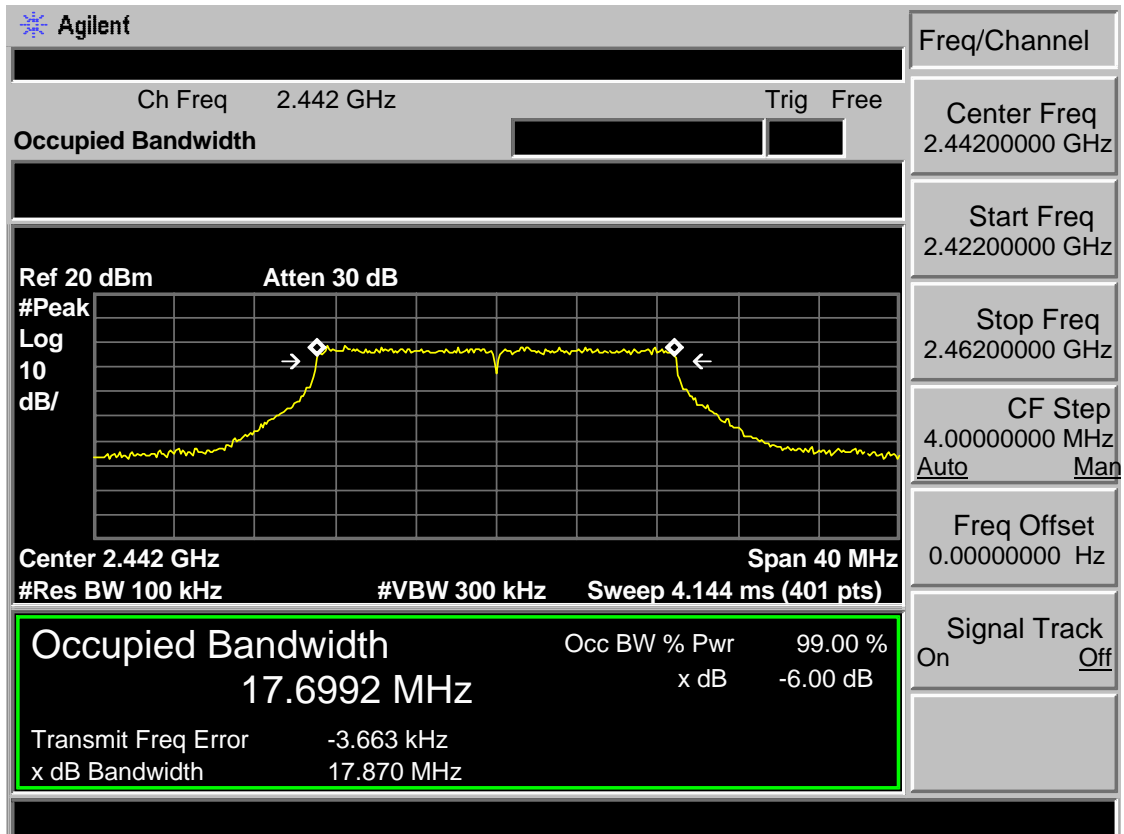 Agilent
Freq/Channel
Ch Freq 2.442 GHz Trig Free
Occupied Bandwidth
Center Freq
2.44200000 GHz
Start Freq
2.42200000 GHz
Ref 20 dBm Atten 30 dB
#Peak
Log
10
dB/
Stop Freq
2.46200000 GHz
CF Step
4.00000000 MHz
Auto Man
Center 2.442 GHz Span 40 MHz
#Res BW 100 kHz #VBW 300 kHz Sweep 4.144 ms (401 pts)
Freq Offset
0.00000000 Hz
Occupied Bandwidth
17.6992 MHz
Occ BW % Pwr 99.00 %
x dB -6.00 dB
Transmit Freq Error -3.663 kHz
x dB Bandwidth 17.870 MHz
Signal Track
On Off